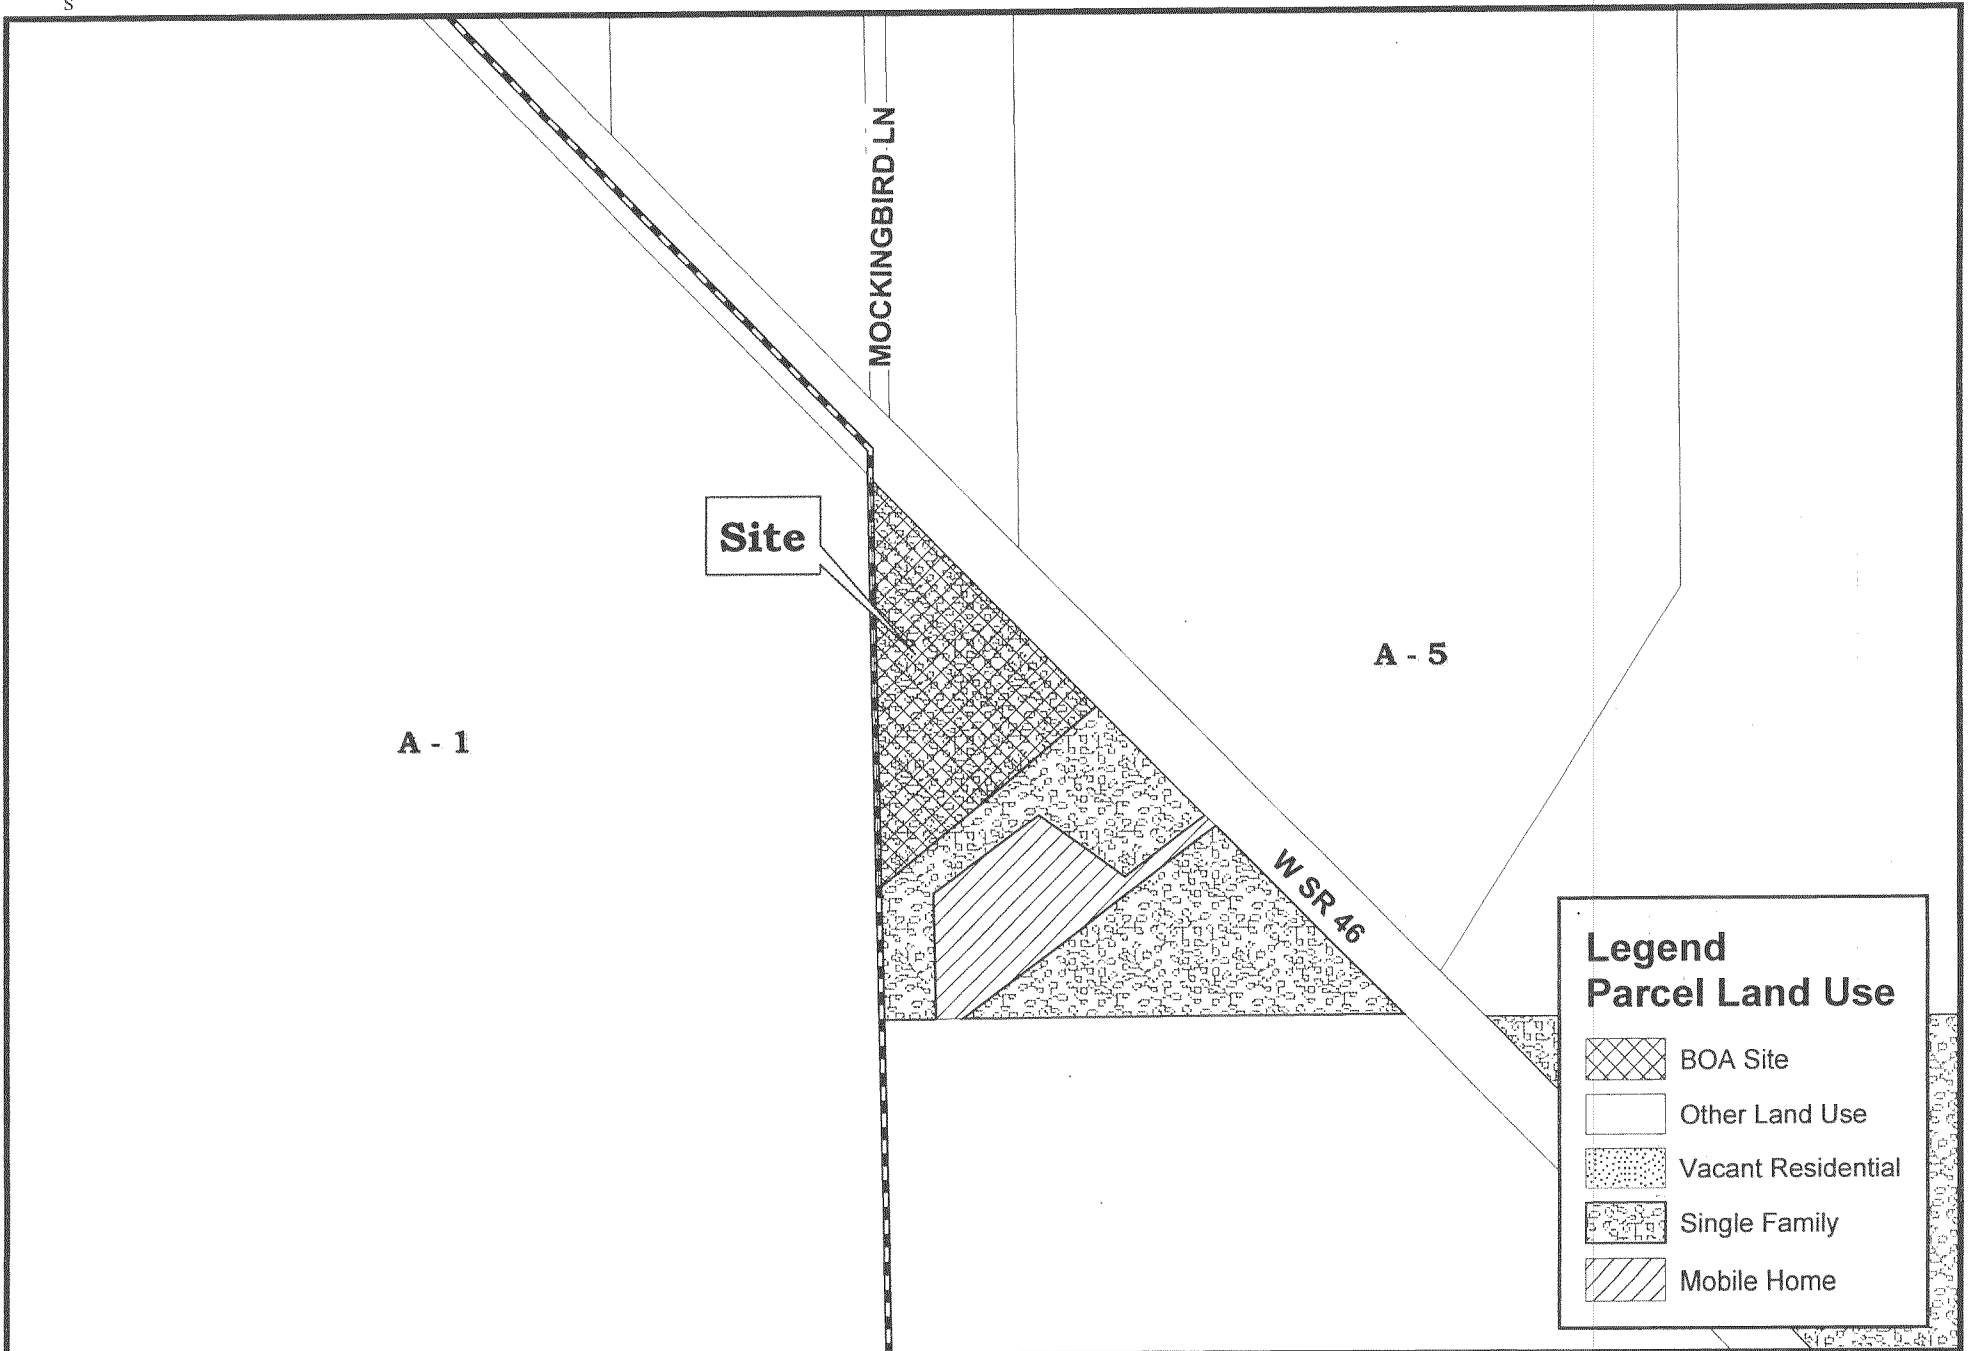 S
MOCKINGBIRD LN
Site
A - 5
A - 1
W SR 46
Legend
Parcel Land Use
BOA Site
Other Land Use
Vacant Residential
Single Family
Mobile Home